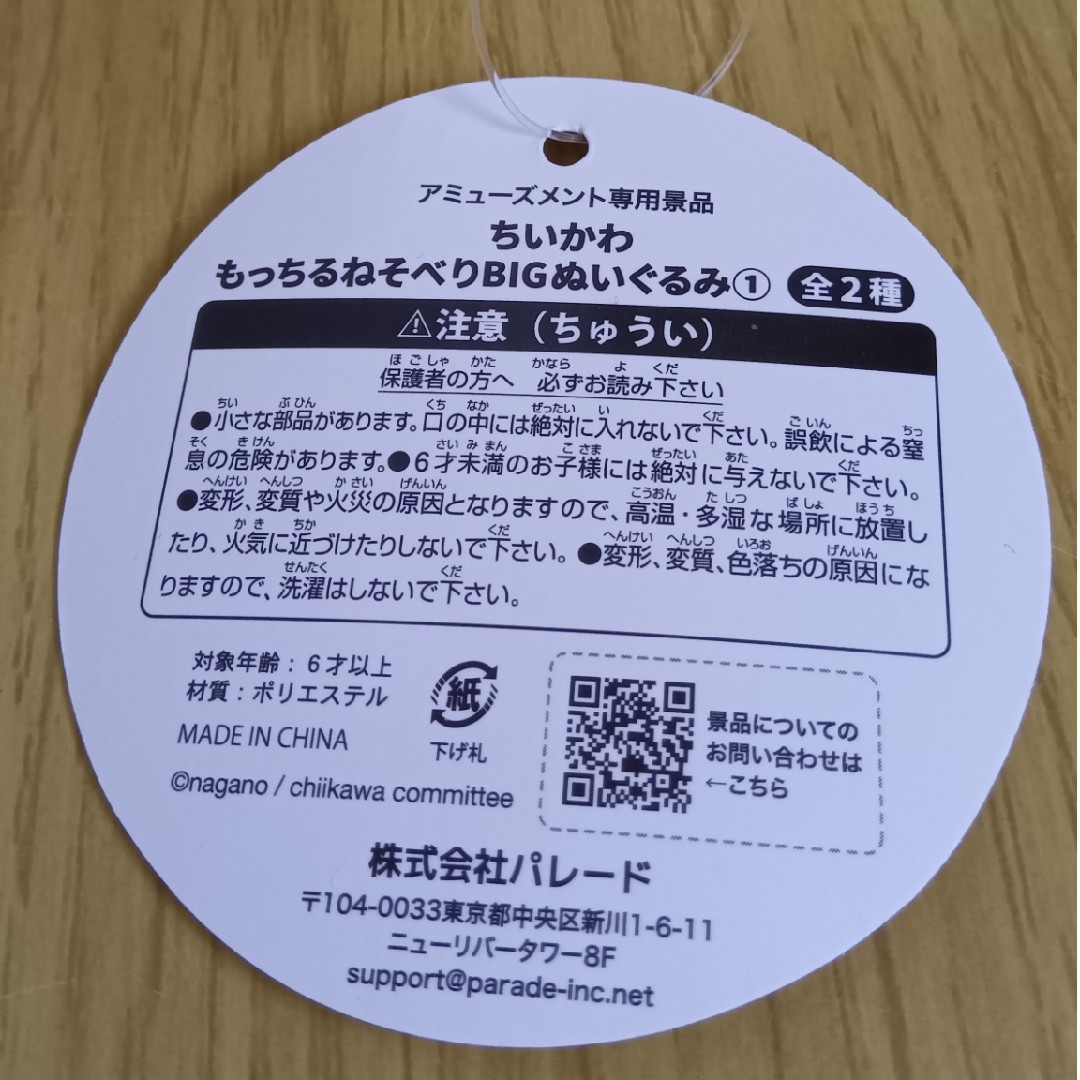 アミューズメント専用景品
ちいかわ
もっちるねそべりBIGぬいぐるみ① 全2種
⚠注意（ちゅうい）
保護者の方へ 必ずお読み下さい
●小さな部品があります。口の中には絶対に入れないで下さい。誤飲による窒
息の危険があります。●6才未満のお子様には絶対に与えないで下さい。
●変形、変質や火災の原因となりますので、高温・多湿な場所に放置し
たり、火気に近づけたりしないで下さい。●変形、変質、色落ちの原因にな
りますので、洗濯はしないで下さい。
対象年齢：6才以上
材質：ポリエステル
MADE IN CHINA
©nagano / chiikawa committee
紙
下げ札
景品についての
お問い合わせは
←こちら
株式会社パレード
〒104-0033東京都中央区新川1-6-11
ニューリバータワー8F
support@parade-inc.net